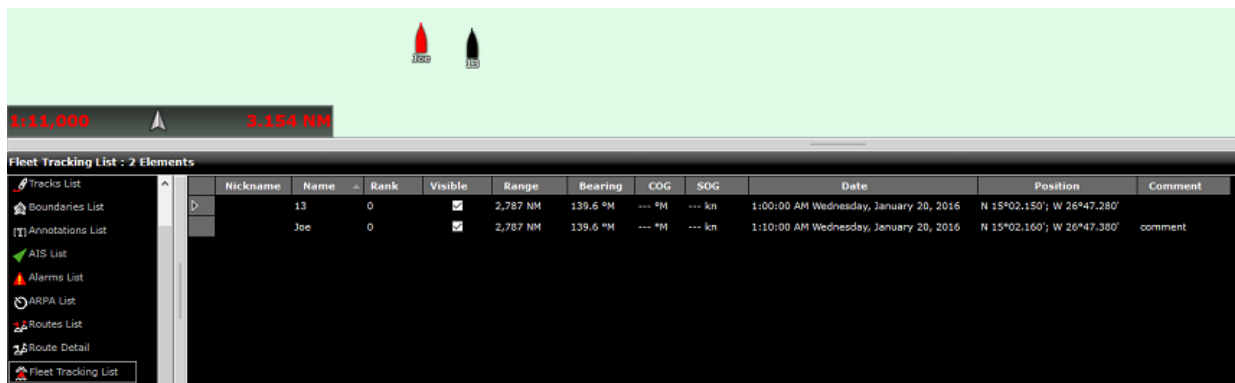 Joe
13
1:11,000 3.154 NM
Fleet Tracking List : 2 Elements
Tracks List
Boundaries List
Annotations List
AIS List
Alarms List
ARPA List
Routes List
Route Detail
Fleet Tracking List
Nickname Name Rank Visible Range Bearing COG SOG Date Position Comment
13 0 2,787 NM 139.6 °M --- °M --- kn 1:00:00 AM Wednesday, January 20, 2016 N 15°02.150'; W 26°47.280'
Joe 0 2,787 NM 139.6 °M --- °M --- kn 1:10:00 AM Wednesday, January 20, 2016 N 15°02.160'; W 26°47.380' comment